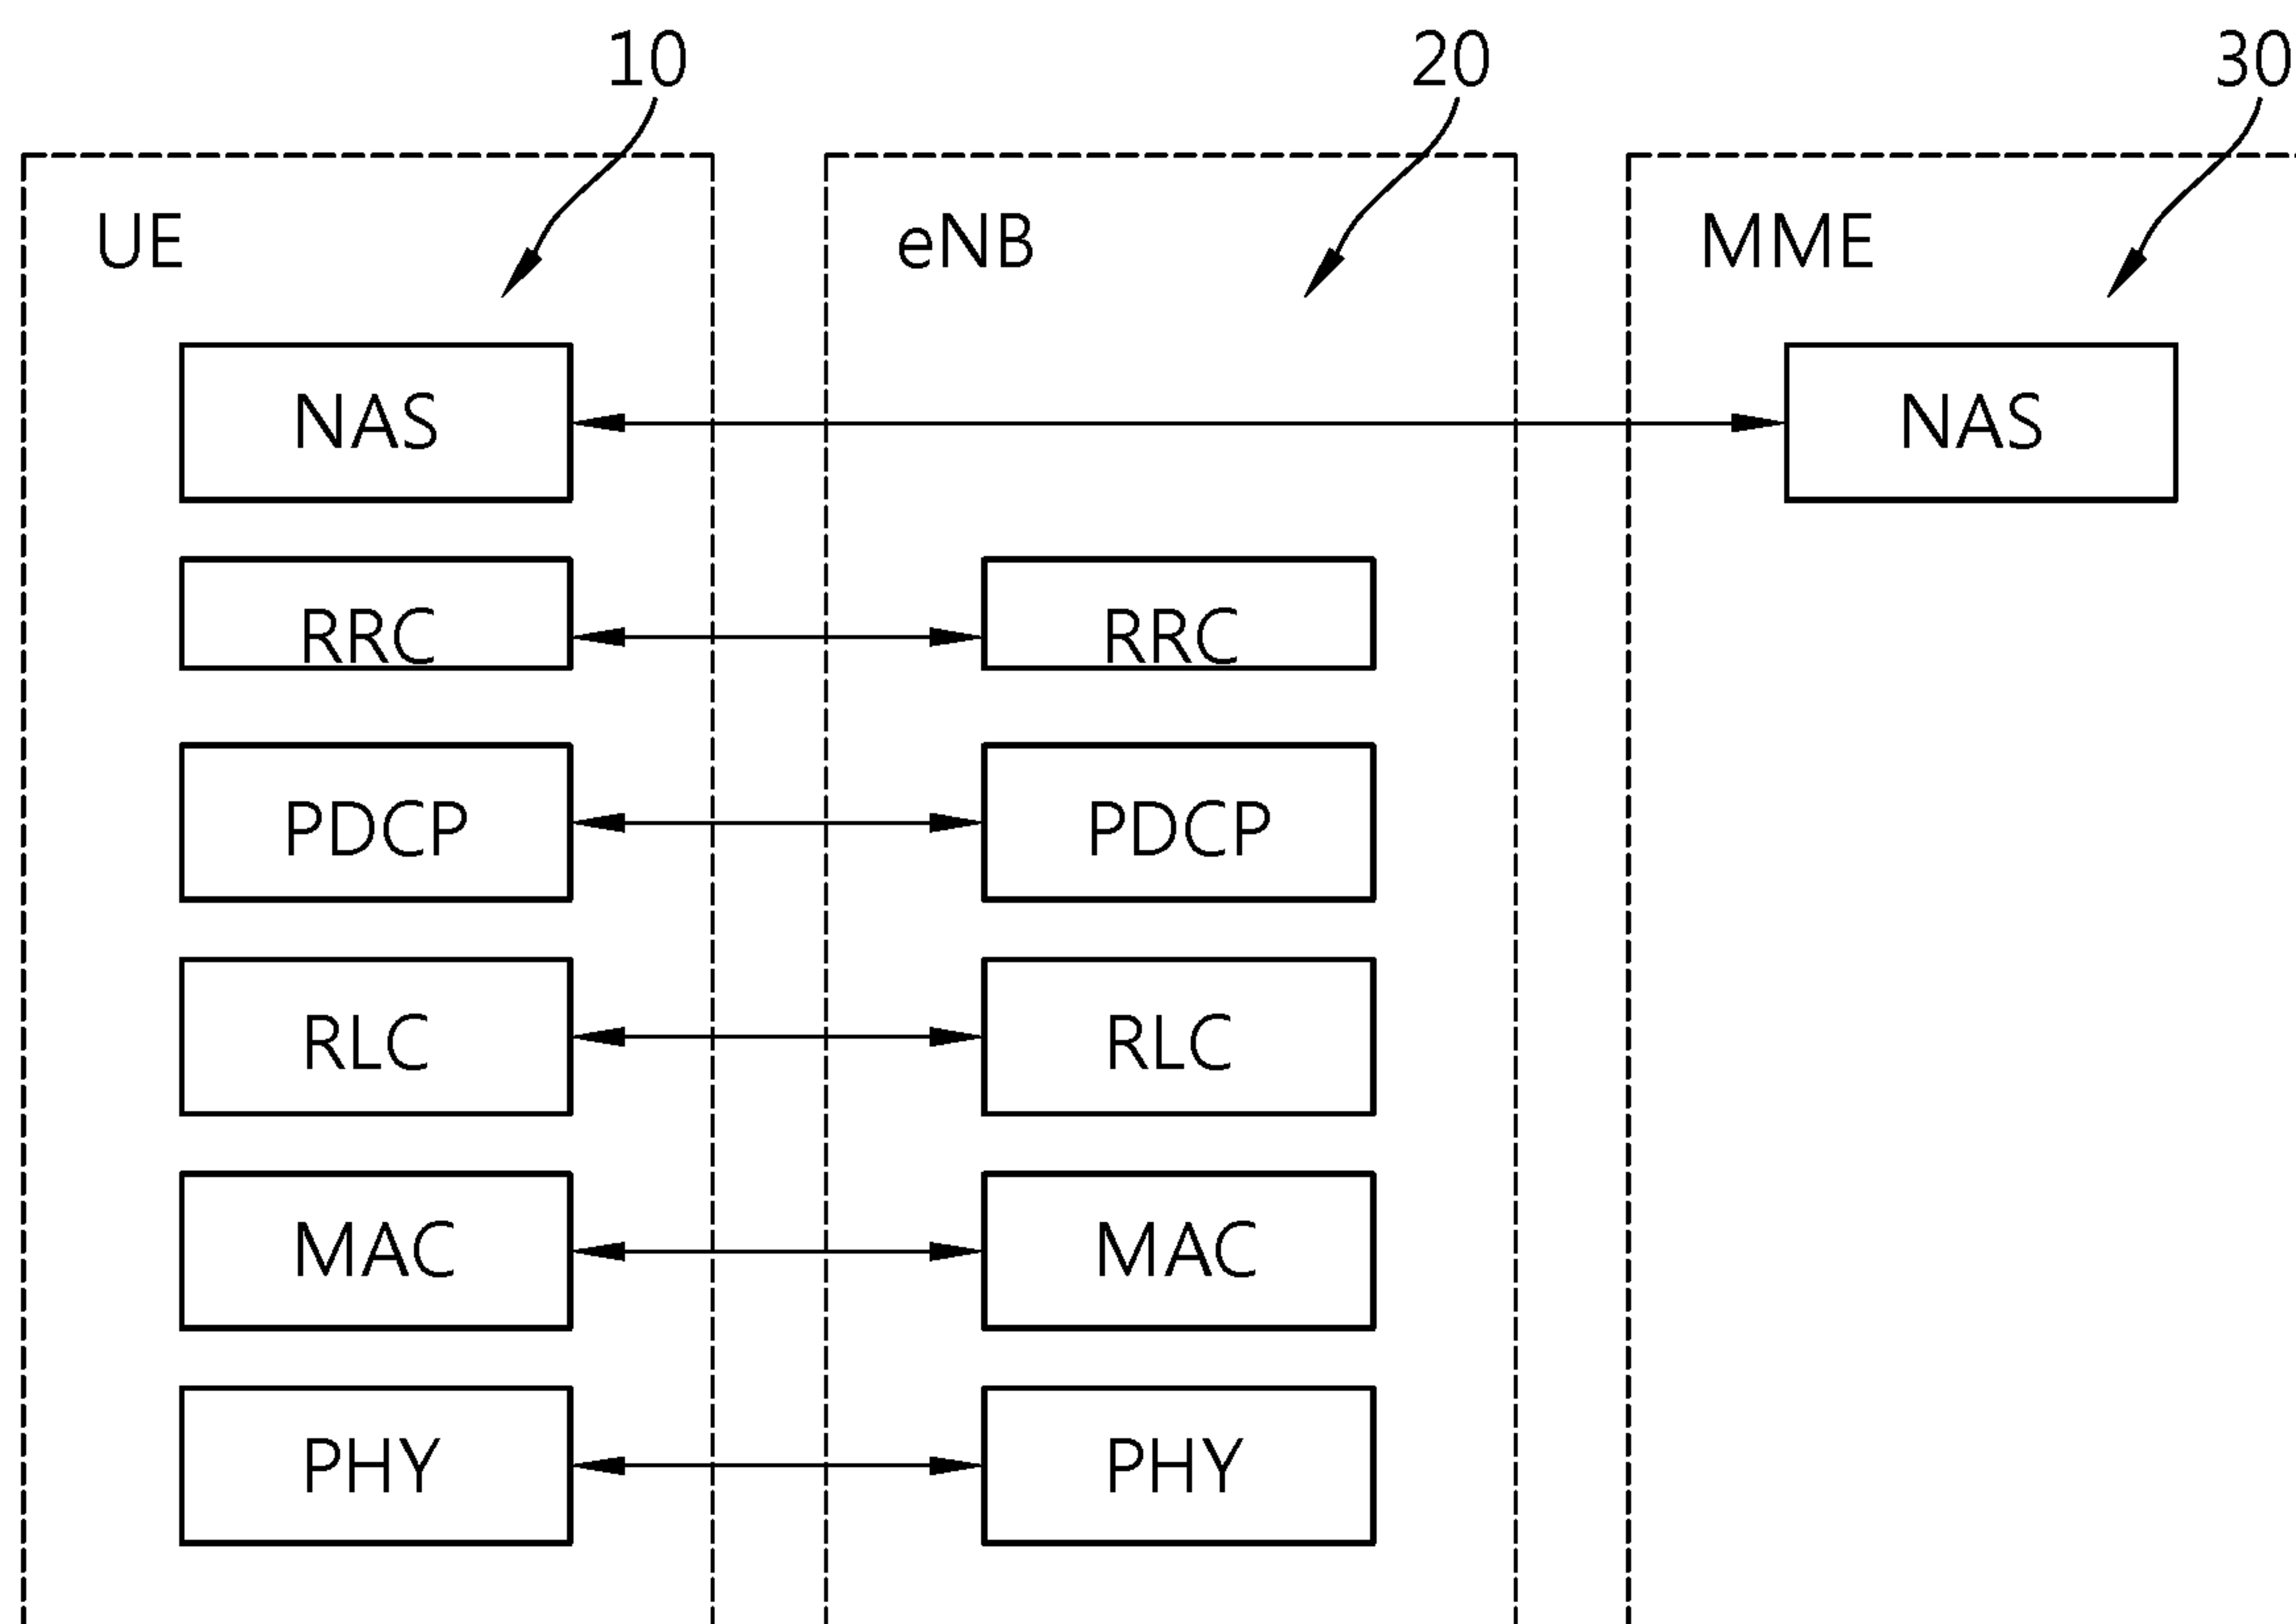 10 20 30
UE eNB MME
NAS NAS
RRC RRC
PDCP PDCP
RLC RLC
MAC MAC
PHY PHY